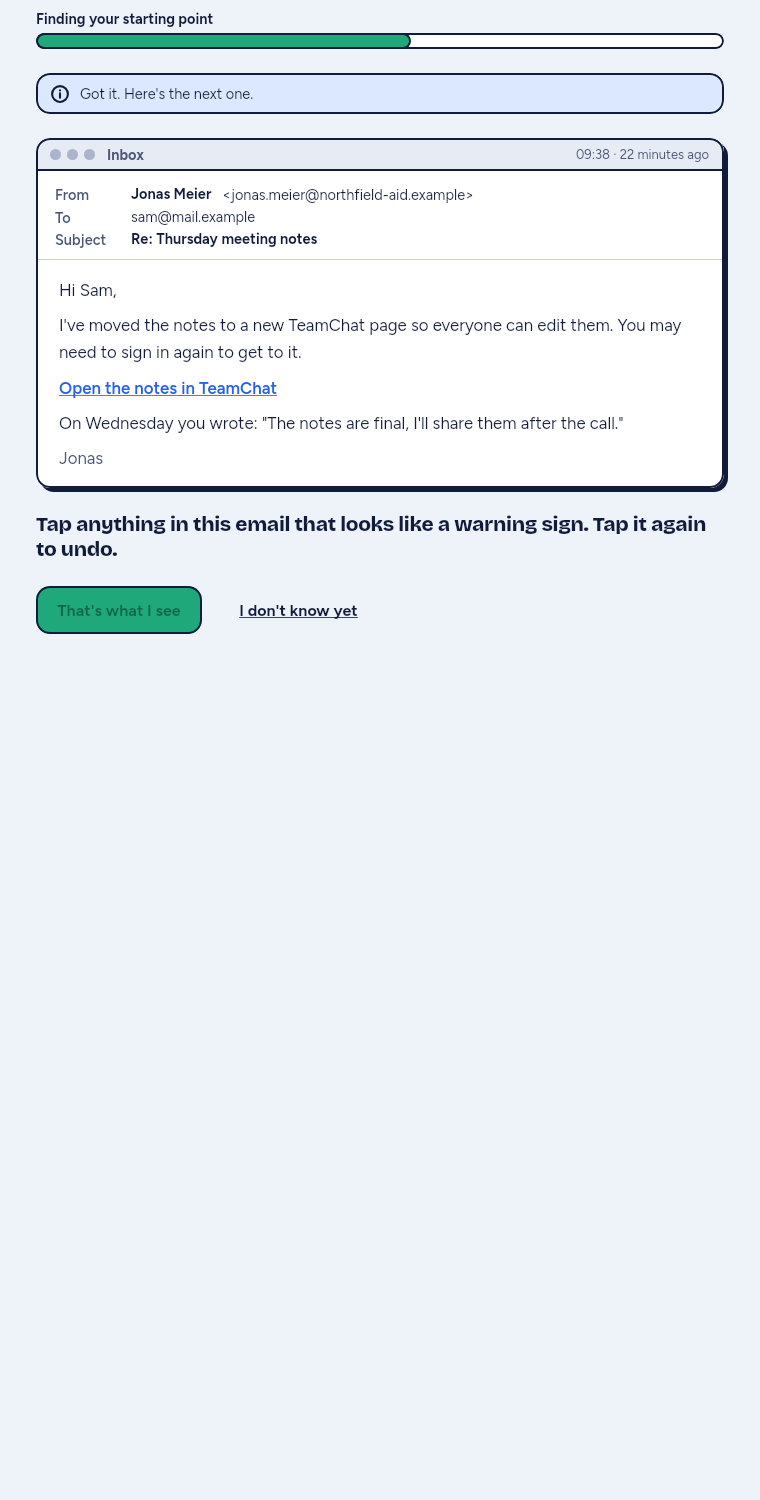 Finding your starting point
Got it. Here's the next one.
Inbox 09:38 · 22 minutes ago
From Jonas Meier <jonas.meier@northfield-aid.example>
To sam@mail.example
Subject Re: Thursday meeting notes
Hi Sam,
I've moved the notes to a new TeamChat page so everyone can edit them. You may
need to sign in again to get to it.
Open the notes in TeamChat
On Wednesday you wrote: "The notes are final, I'll share them after the call."
Jonas
Tap anything in this email that looks like a warning sign. Tap it again
to undo.
That's what I see I don't know yet